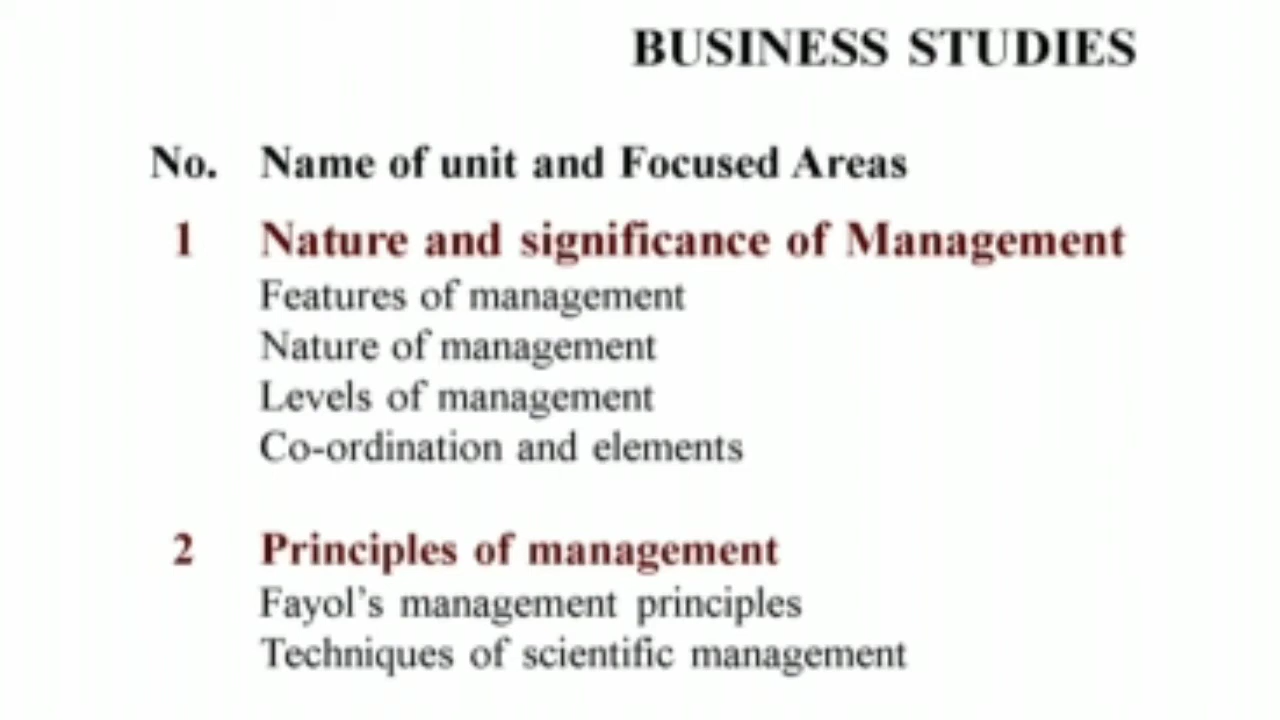 BUSINESS STUDIES
No. Name of unit and Focused Areas
1 Nature and significance of Management
Features of management
Nature of management
Levels of management
Co-ordination and elements
2 Principles of management
Fayol’s management principles
Techniques of scientific management